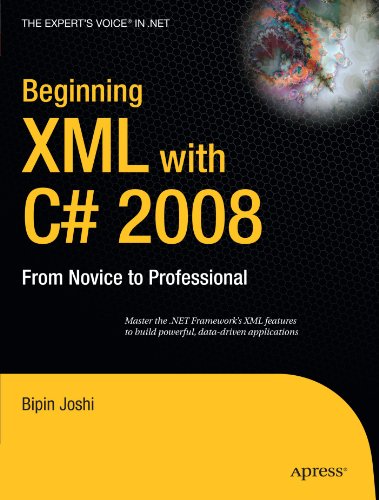 THE EXPERT'S VOICE® IN .NET
Beginning
XML with
C# 2008
From Novice to Professional
Master the .NET Framework's XML features
to build powerful, data-driven applications
Bipin Joshi
Apress®